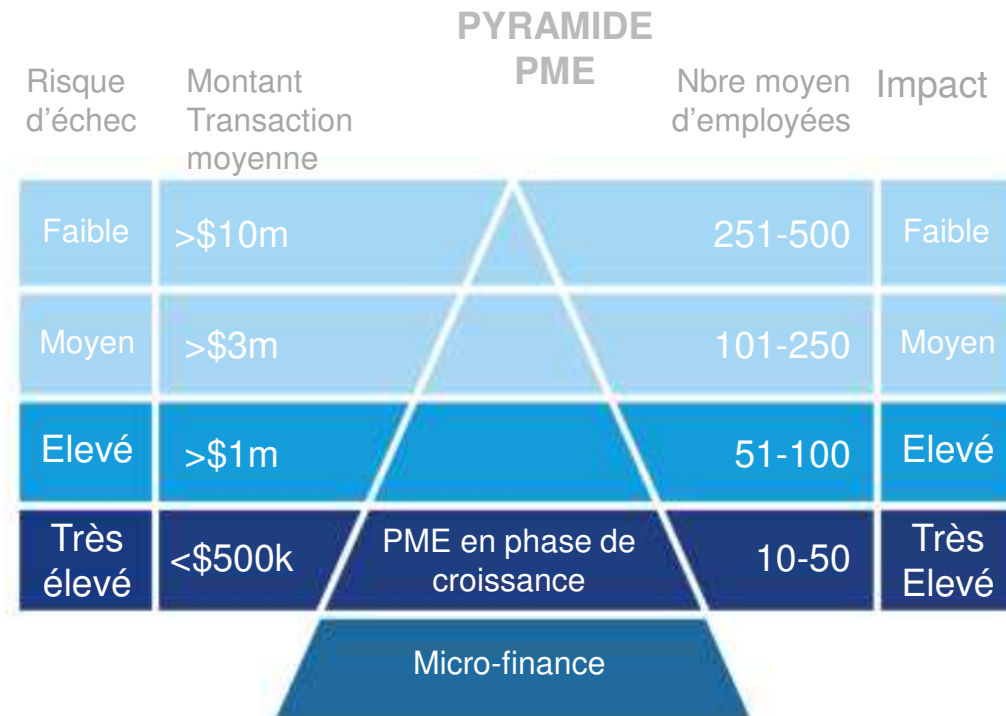 PYRAMIDE
PME
Risque
d'échec
Montant
Transaction
moyenne
Nbre moyen
d'employées
Impact
Faible
>$10m
251-500
Faible
Moyen
>$3m
101-250
Moyen
Elevé
>$1m
51-100
Elevé
Très
élevé
<$500k
PME en phase de
croissance
10-50
Très
Elevé
Micro-finance